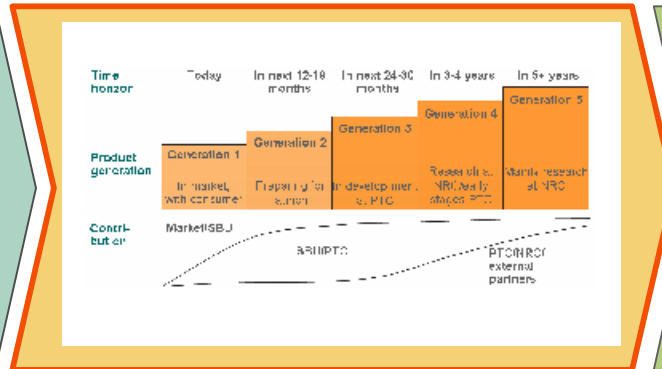 Time horizon
Today
In next 12-18 months
In next 24-30 months
In 3-4 years
In 5+ years
Product generation
Generation 1
Generation 2
Generation 3
Generation 4
Generation 5
In market, with consumer
Preparing for launch
In development at PTC
Research at NRC/early stages PTC
Mainly research at NRC
Contri-
bution
Market/SBU
SBU/PTC
PTC/NRC/
external
partners